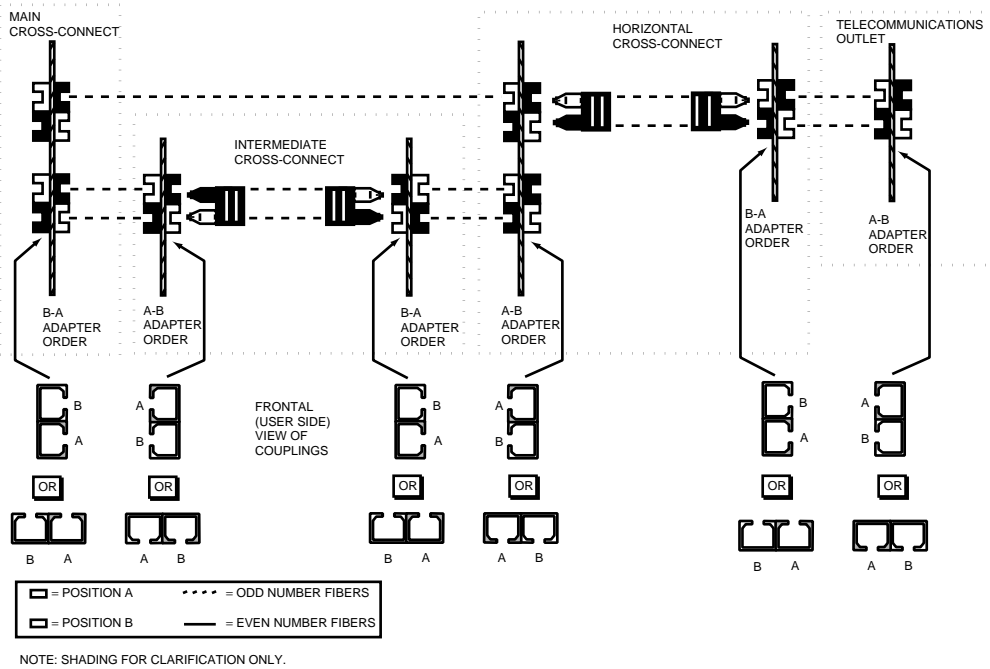 MAIN
CROSS-CONNECT
HORIZONTAL
CROSS-CONNECT
TELECOMMUNICATIONS
OUTLET
INTERMEDIATE
CROSS-CONNECT
B-A
ADAPTER
ORDER
A-B
ADAPTER
ORDER
B-A
ADAPTER
ORDER
A-B
ADAPTER
ORDER
B-A
ADAPTER
ORDER
A-B
ADAPTER
ORDER
B
A
A
B
FRONTAL
(USER SIDE)
VIEW OF
COUPLINGS
B
A
A
B
B
A
A
B
OR
OR
OR
OR
OR
OR
B A
A B
B A
A B
B A
A B
= POSITION A
= ODD NUMBER FIBERS
= POSITION B
= EVEN NUMBER FIBERS
NOTE: SHADING FOR CLARIFICATION ONLY.